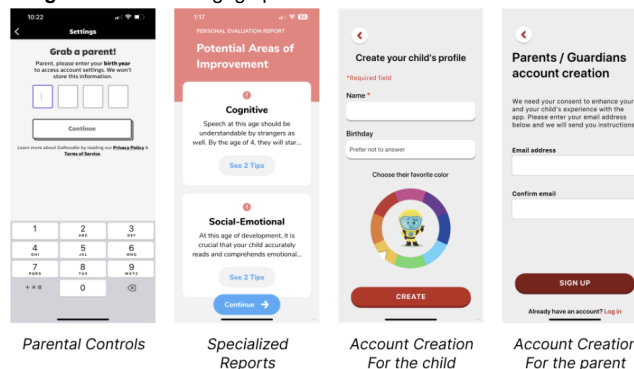 10:22
Settings
Grab a parent!
Parent, please enter your birth year
to access account settings. We won't
store this information.
Continue
Learn more about GoNoodle by reading our Privacy Policy &
Terms of Service.
1
2
ABC
3
DEF
4
GHI
5
JKL
6
MNO
7
PQRS
8
TUV
9
WXYZ
+*#
0
Parental Controls
1:17
PERSONAL EVALUATION REPORT
Potential Areas of
Improvement
Cognitive
Speech at this age should be
understandable by strangers as
well. By the age of 4, they will star...
See 2 Tips
Social-Emotional
At this age of development, it is
crucial that your child accurately
reads and comprehends emotional...
See 2 Tips
Continue →
Specialized
Reports
Create your child's profile
*Required field
Name *
Birthday
Prefer not to answer
Choose their favorite color
CREATE
Account Creation
For the child
Parents / Guardians
account creation
We need your consent to enhance your
and your child's experience with the
app. Please enter your email address
below and we will send you instructions
Email address
Confirm email
SIGN UP
Already have an account? Log in
Account Creation
For the parent